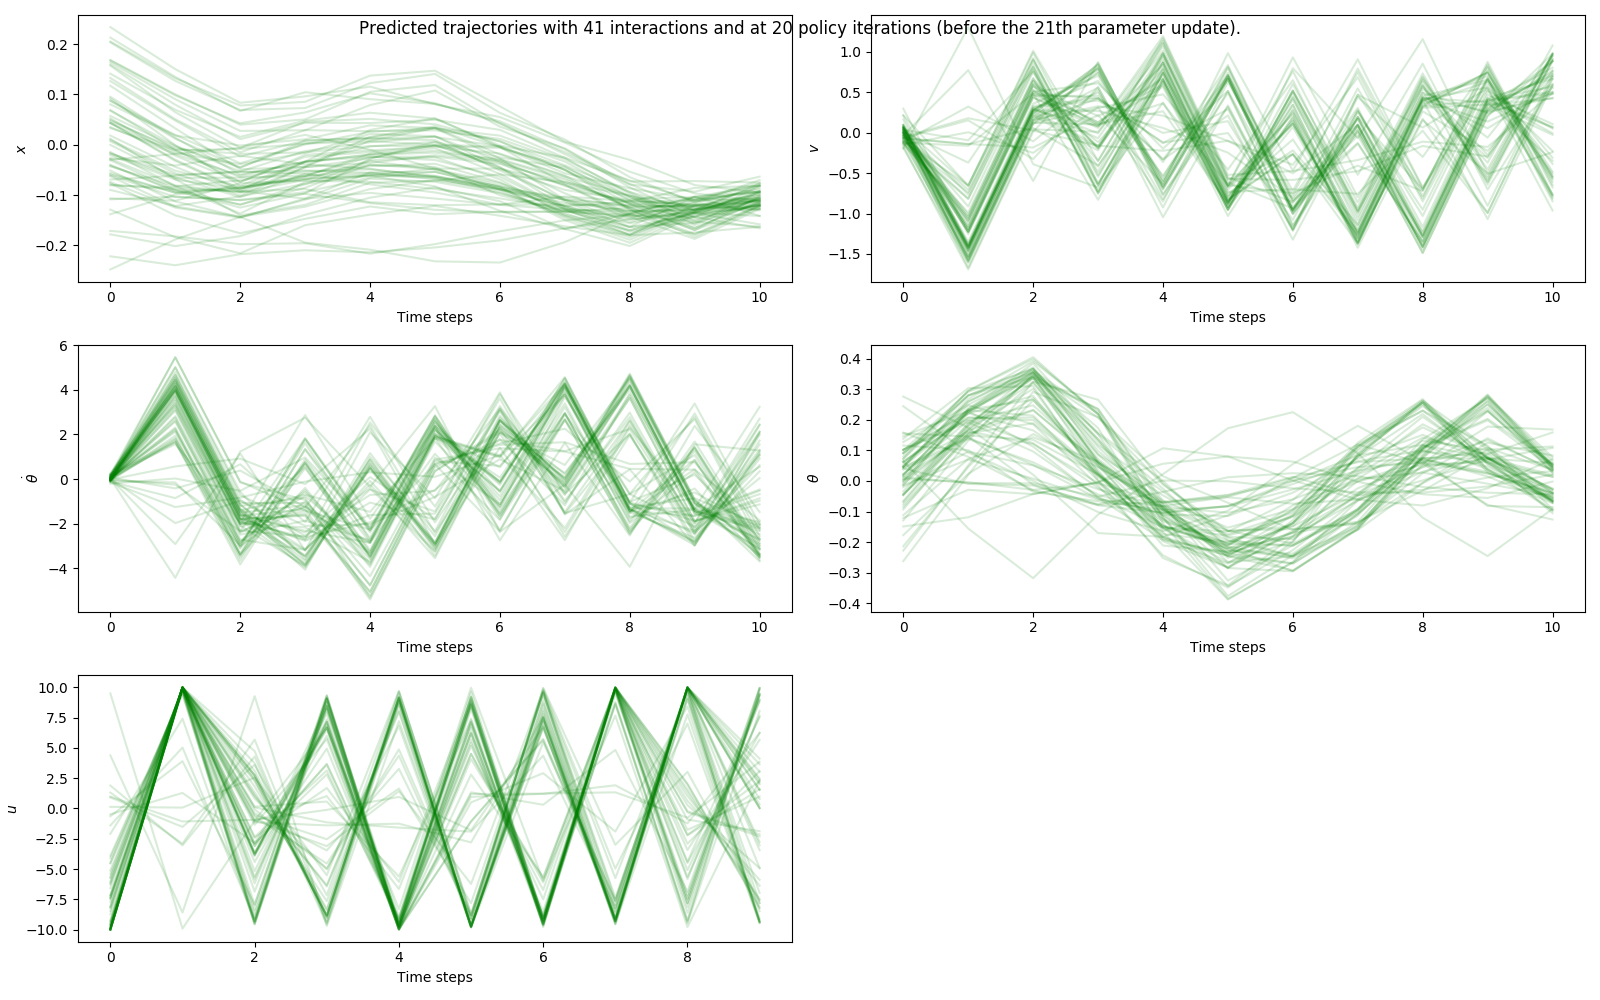 Predicted trajectories with 41 interactions and at 20 policy iterations (before the 21th parameter update).
0.2
0.1
0.0
−0.1
−0.2
x
0 2 4 6 8 10
Time steps
1.0
0.5
0.0
−0.5
−1.0
−1.5
v
0 2 4 6 8 10
Time steps
6
4
2
0
−2
−4
θ̇
0 2 4 6 8 10
Time steps
0.4
0.3
0.2
0.1
0.0
−0.1
−0.2
−0.3
−0.4
θ
0 2 4 6 8 10
Time steps
10.0
7.5
5.0
2.5
0.0
−2.5
−5.0
−7.5
−10.0
u
0 2 4 6 8
Time steps